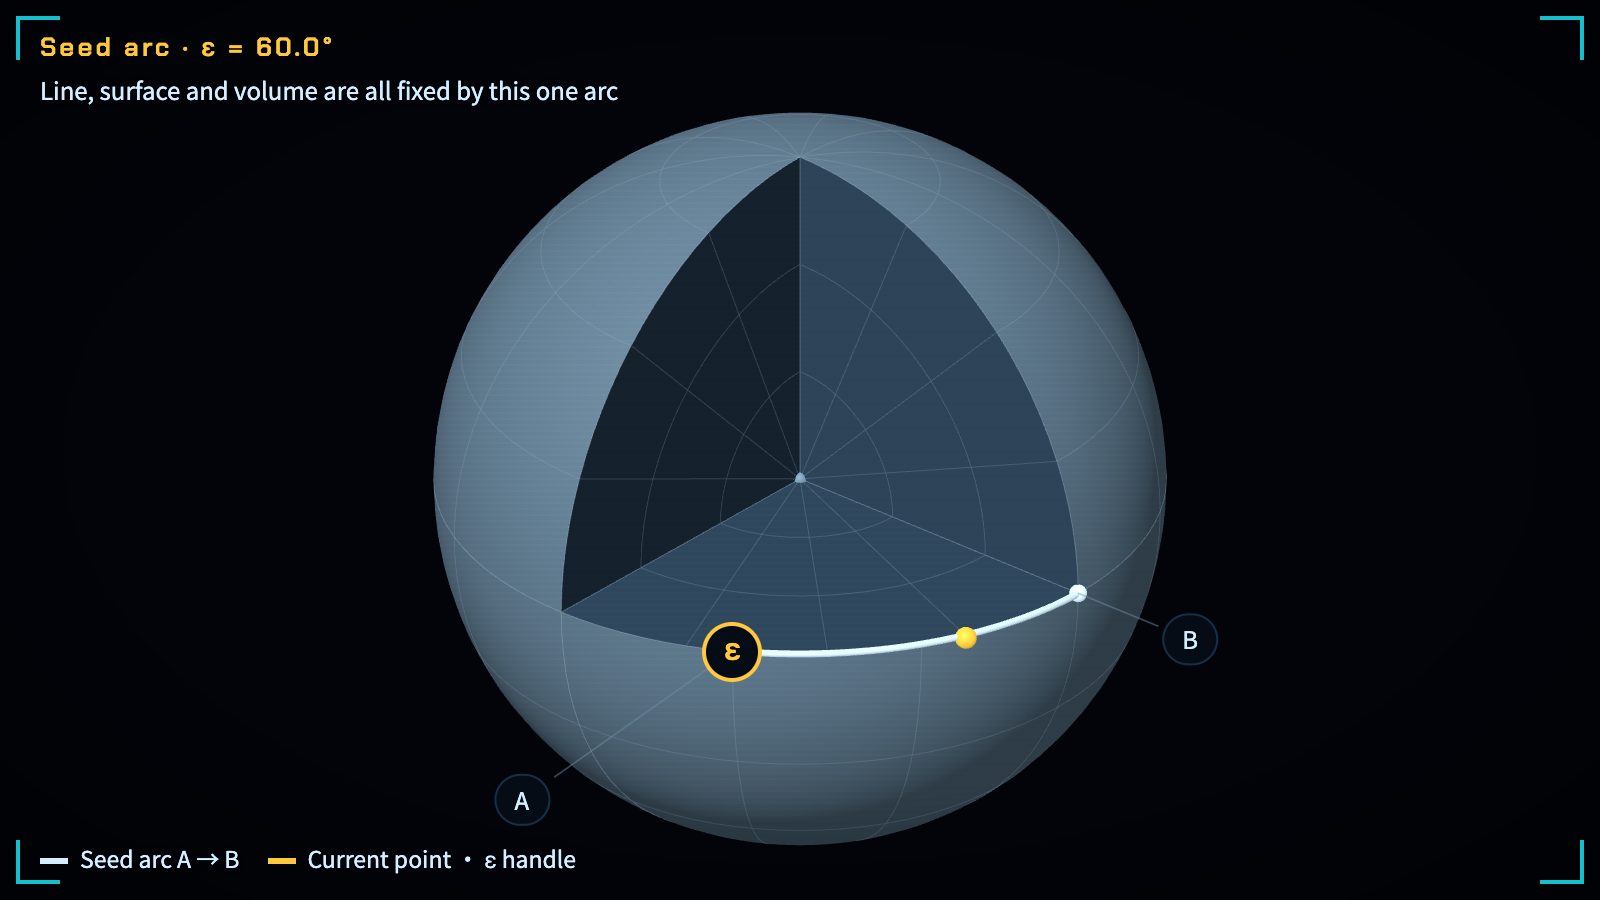 Seed arc · ε = 60.0°
Line, surface and volume are all fixed by this one arc
ε
B
A
Seed arc A → B
Current point • ε handle